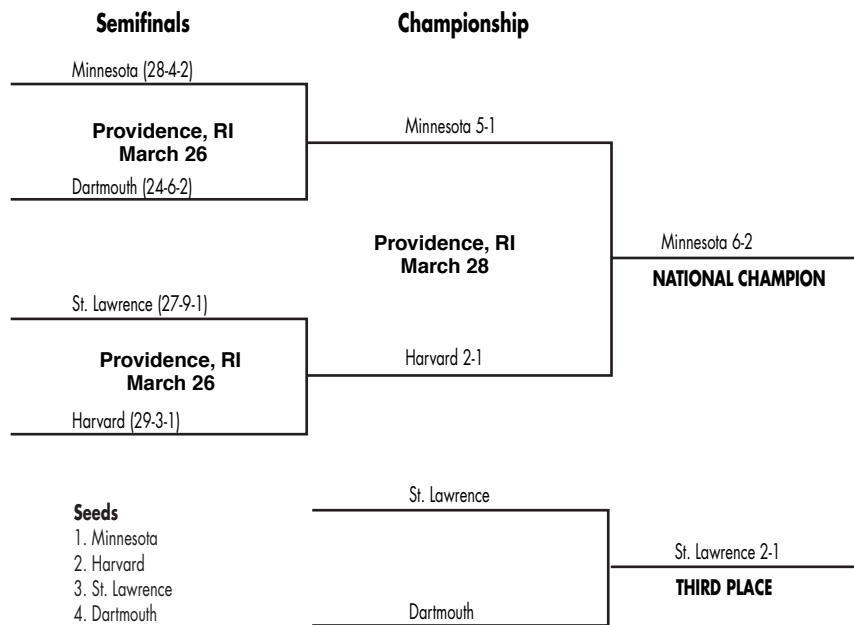 Semifinals
Championship
Minnesota (28-4-2)
Providence, RI
March 26
Dartmouth (24-6-2)
Minnesota 5-1
Providence, RI
March 28
Minnesota 6-2
NATIONAL CHAMPION
St. Lawrence (27-9-1)
Providence, RI
March 26
Harvard (29-3-1)
Harvard 2-1
Seeds
1. Minnesota
2. Harvard
3. St. Lawrence
4. Dartmouth
St. Lawrence
Dartmouth
St. Lawrence 2-1
THIRD PLACE